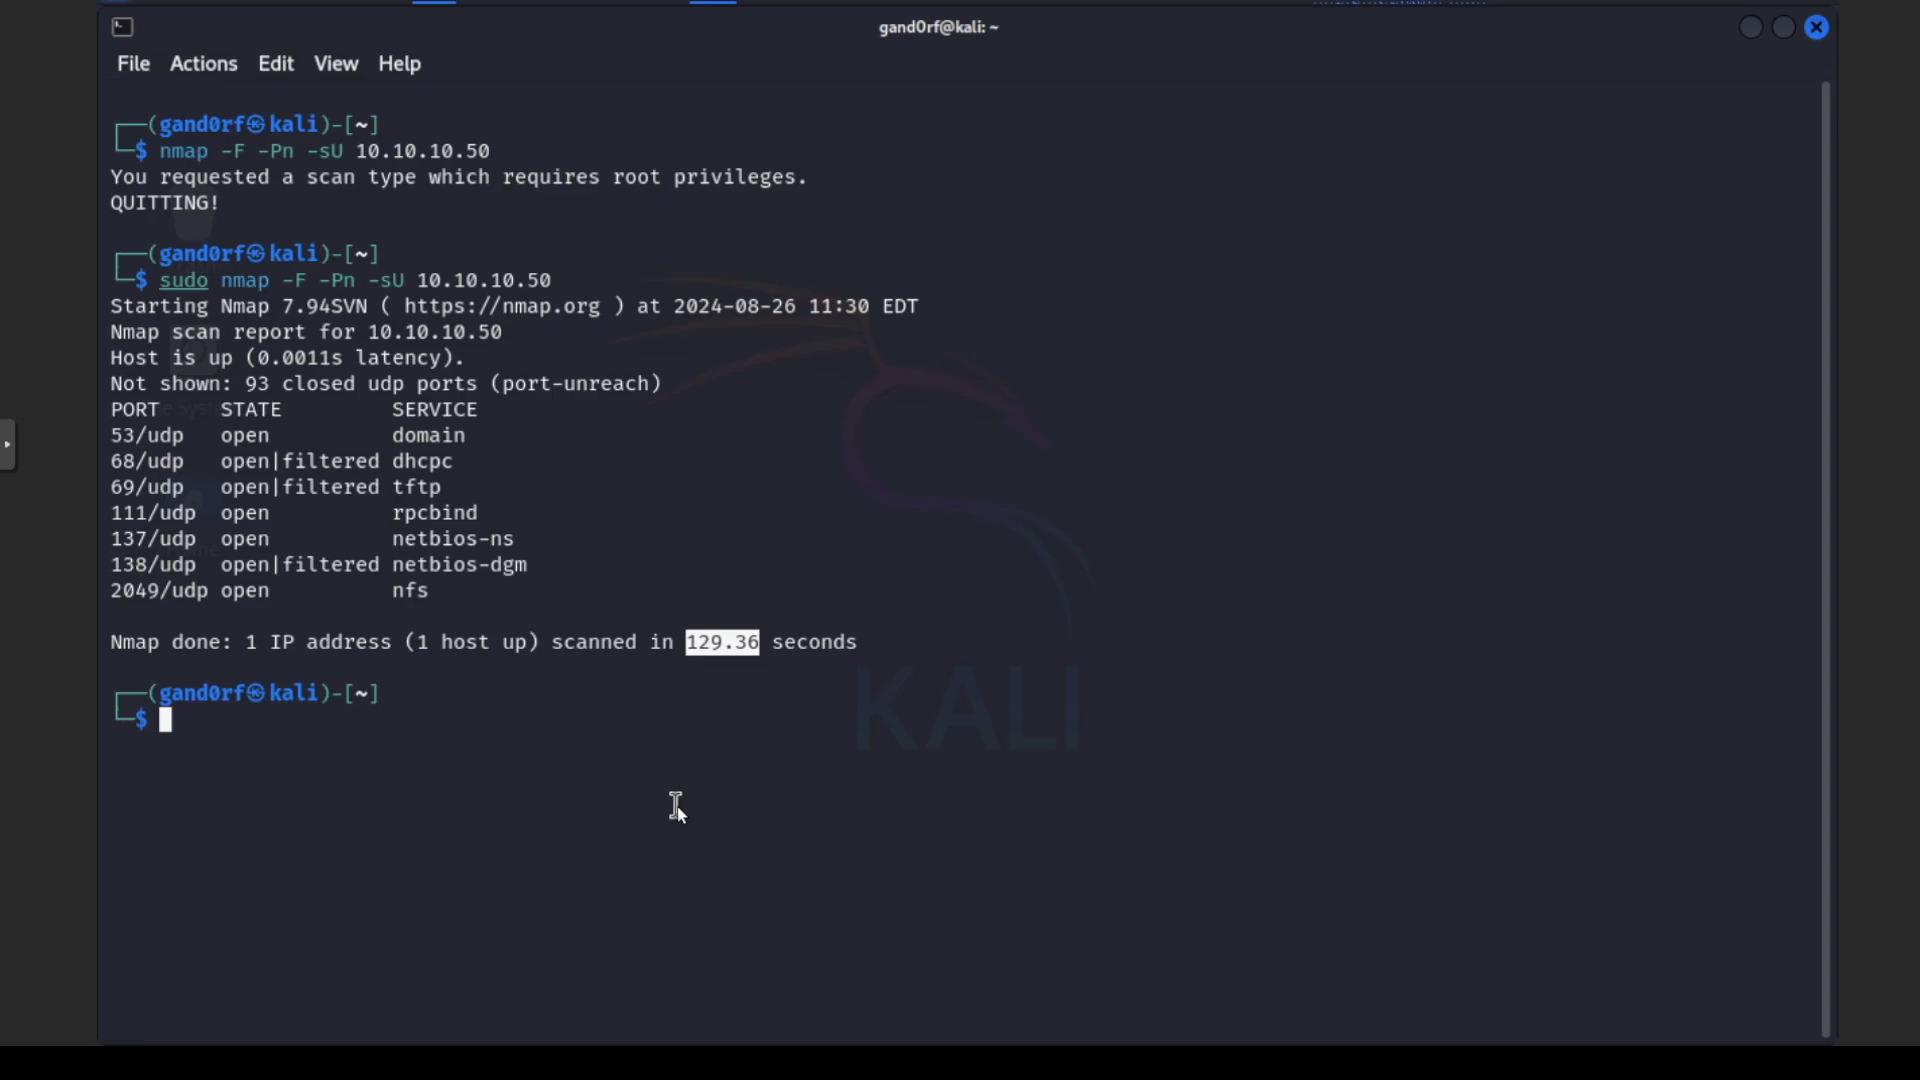 gand0rf@kali: ~
File Actions Edit View Help
┌──(gand0rf㉿kali)-[~]
└─$ nmap -F -Pn -sU 10.10.10.50
You requested a scan type which requires root privileges.
QUITTING!
┌──(gand0rf㉿kali)-[~]
└─$ sudo nmap -F -Pn -sU 10.10.10.50
Starting Nmap 7.94SVN ( https://nmap.org ) at 2024-08-26 11:30 EDT
Nmap scan report for 10.10.10.50
Host is up (0.0011s latency).
Not shown: 93 closed udp ports (port-unreach)
PORT     STATE         SERVICE
53/udp   open          domain
68/udp   open|filtered dhcpc
69/udp   open|filtered tftp
111/udp  open          rpcbind
137/udp  open          netbios-ns
138/udp  open|filtered netbios-dgm
2049/udp open          nfs
Nmap done: 1 IP address (1 host up) scanned in 129.36 seconds
┌──(gand0rf㉿kali)-[~]
└─$
KALI